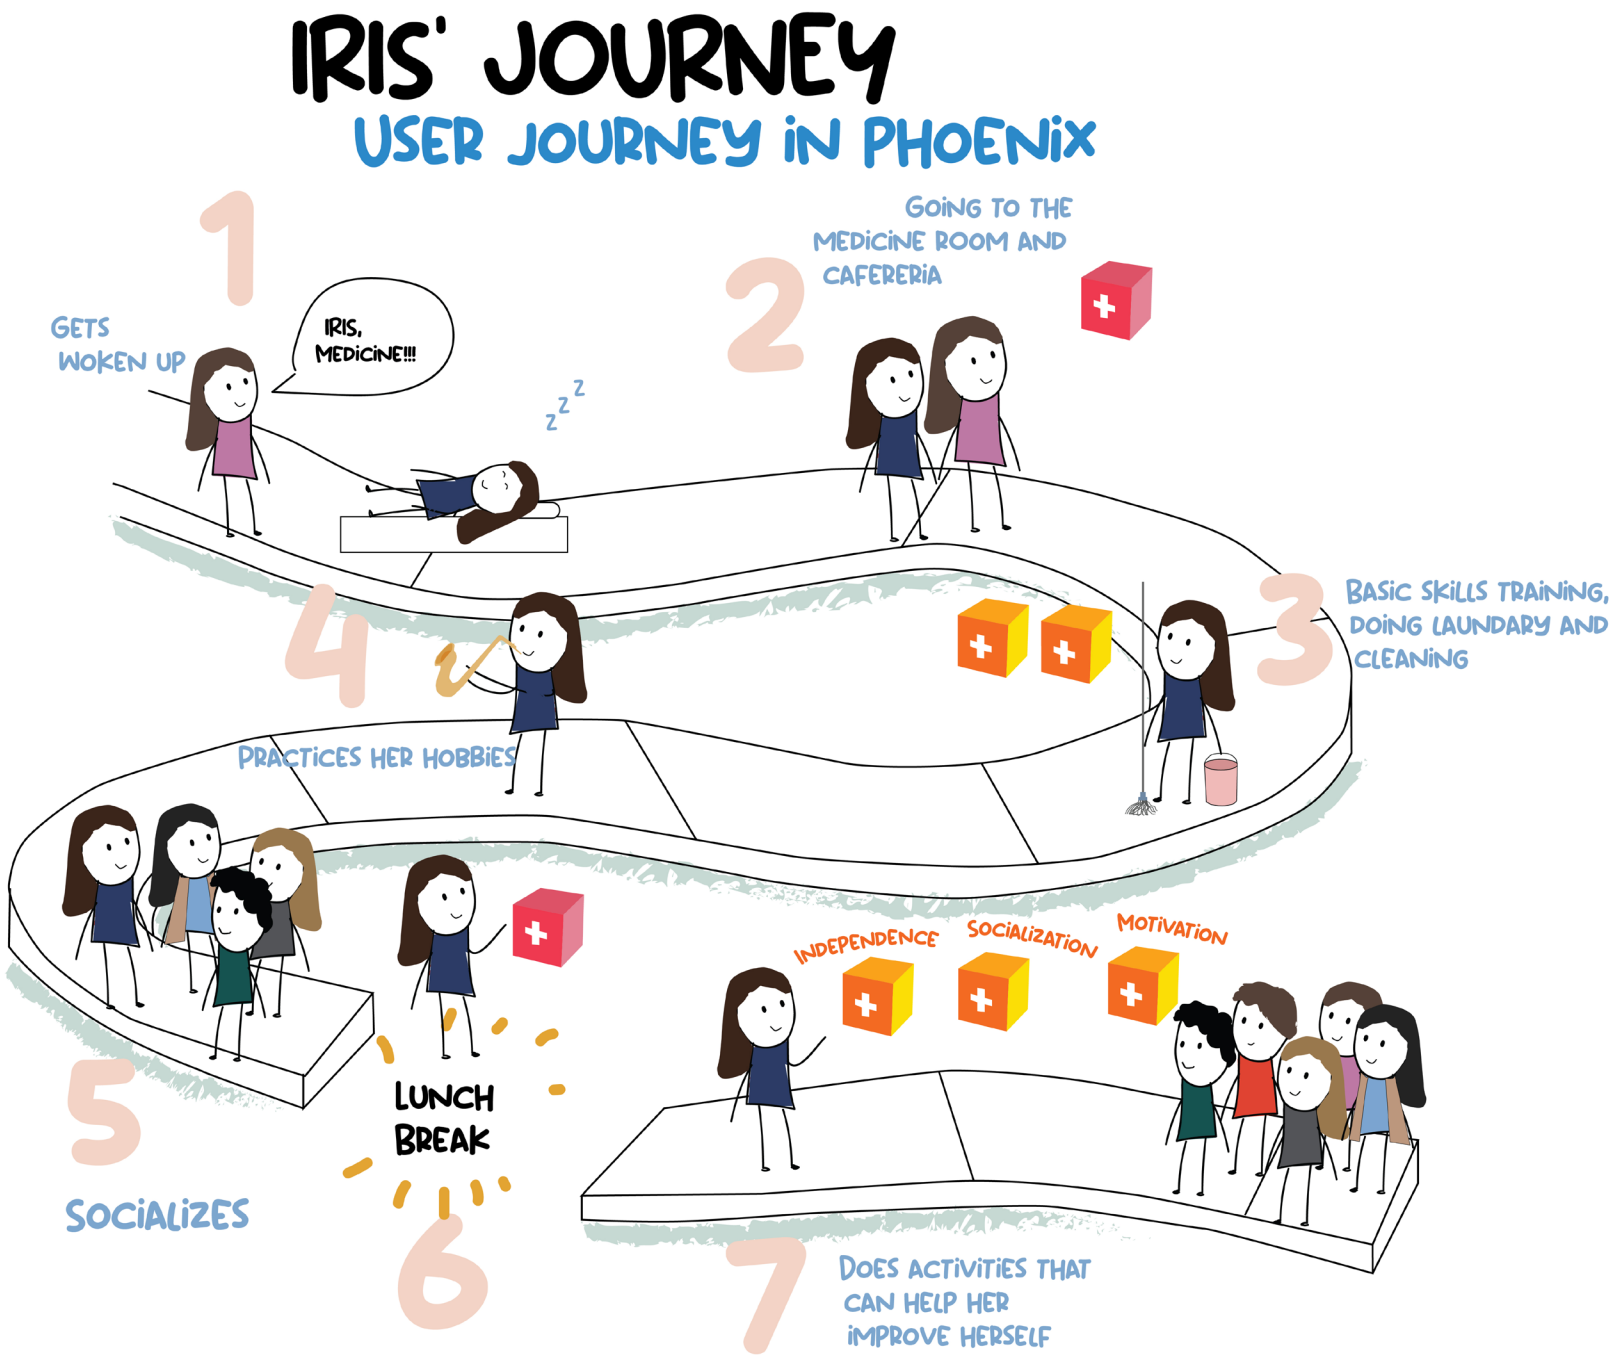 IRIS' JOURNEY
USER JOURNEY IN PHOENIX
1
GETS
WOKEN UP
IRIS,
MEDICINE!!!
z z z
2
GOING TO THE
MEDICINE ROOM AND
CAFERERIA
3
BASIC SKILLS TRAINING,
DOING LAUNDARY AND
CLEANING
4
PRACTICES HER HOBBIES
5
SOCIALIZES
LUNCH
BREAK
6
INDEPENDENCE
SOCIALIZATION
MOTIVATION
7
DOES ACTIVITIES THAT
CAN HELP HER
IMPROVE HERSELF